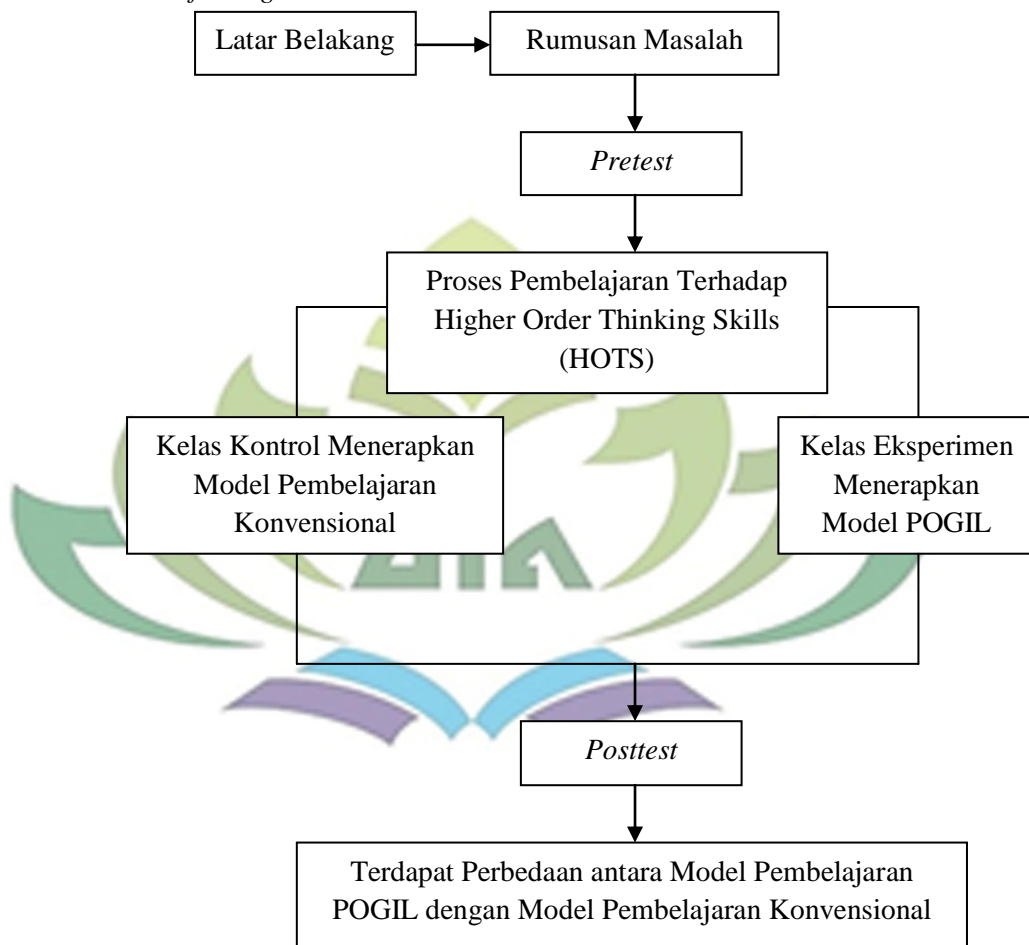 Latar Belakang
Rumusan Masalah
Pretest
Proses Pembelajaran Terhadap
Higher Order Thinking Skills
(HOTS)
Kelas Kontrol Menerapkan
Model Pembelajaran
Konvensional
Kelas Eksperimen
Menerapkan
Model POGIL
Posttest
Terdapat Perbedaan antara Model Pembelajaran
POGIL dengan Model Pembelajaran Konvensional